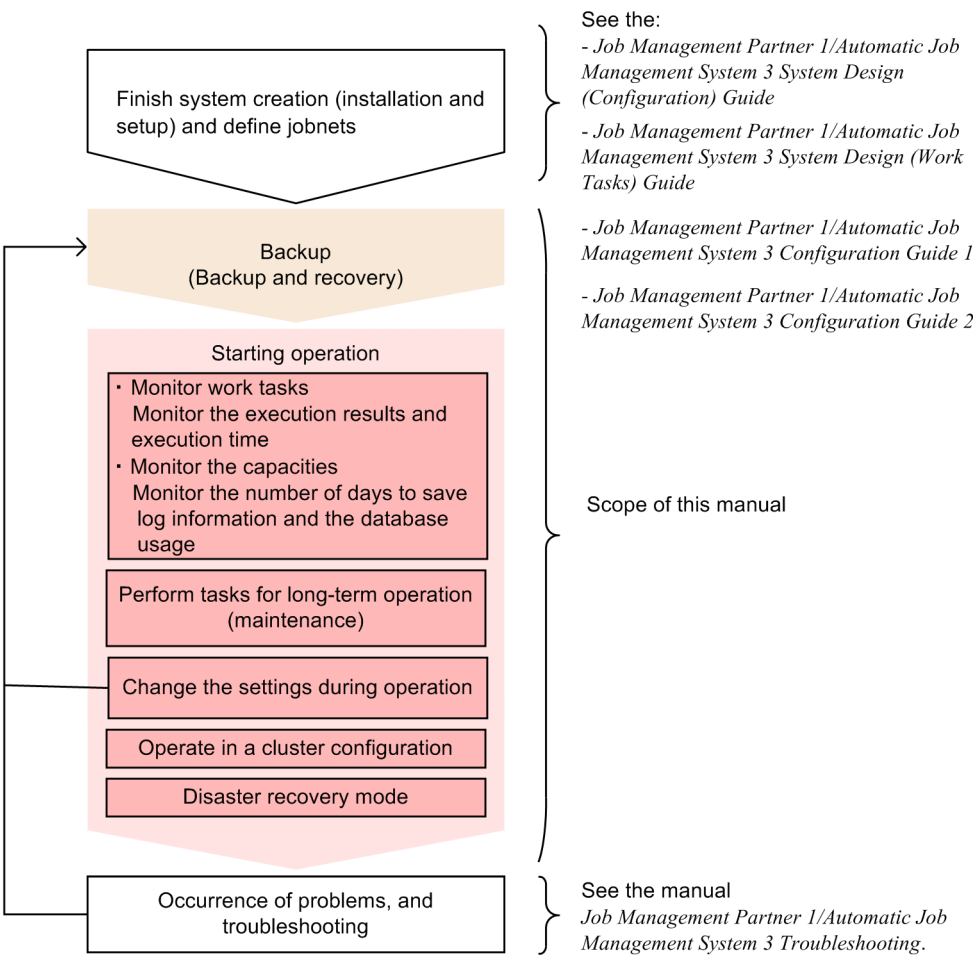 Finish system creation (installation and
setup) and define jobnets
See the:
- Job Management Partner 1/Automatic Job
Management System 3 System Design
(Configuration) Guide
- Job Management Partner 1/Automatic Job
Management System 3 System Design (Work
Tasks) Guide
- Job Management Partner 1/Automatic Job
Management System 3 Configuration Guide 1
- Job Management Partner 1/Automatic Job
Management System 3 Configuration Guide 2
Backup
(Backup and recovery)
Starting operation
・Monitor work tasks
Monitor the execution results and
execution time
・Monitor the capacities
Monitor the number of days to save
log information and the database
usage
Perform tasks for long-term operation
(maintenance)
Change the settings during operation
Operate in a cluster configuration
Disaster recovery mode
Scope of this manual
Occurrence of problems, and
troubleshooting
See the manual
Job Management Partner 1/Automatic Job
Management System 3 Troubleshooting.